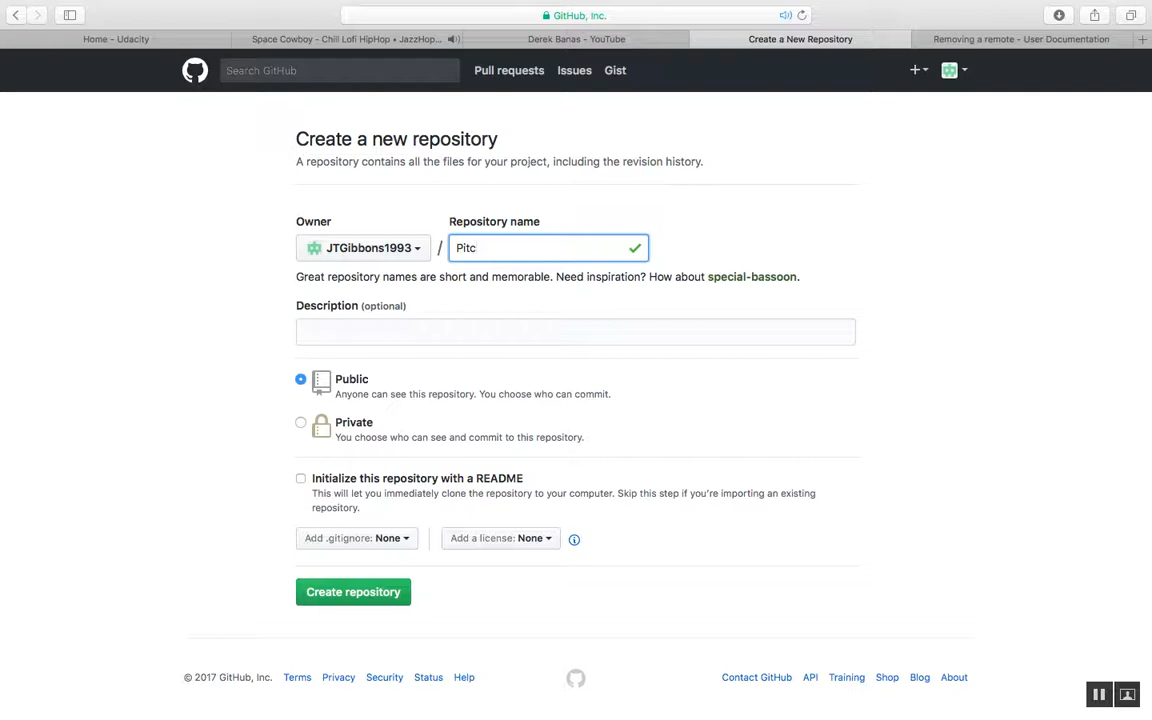 GitHub, Inc.
Home - Udacity
Space Cowboy - Chill Lofi HipHop • JazzHop...
Derek Banas - YouTube
Create a New Repository
Removing a remote - User Documentation
Search GitHub
Pull requests Issues Gist
Create a new repository
A repository contains all the files for your project, including the revision history.
Owner Repository name
JTGibbons1993 / Pitc
Great repository names are short and memorable. Need inspiration? How about special-bassoon.
Description (optional)
Public
Anyone can see this repository. You choose who can commit.
Private
You choose who can see and commit to this repository.
Initialize this repository with a README
This will let you immediately clone the repository to your computer. Skip this step if you're importing an existing
repository.
Add .gitignore: None Add a license: None
Create repository
© 2017 GitHub, Inc. Terms Privacy Security Status Help Contact GitHub API Training Shop Blog About